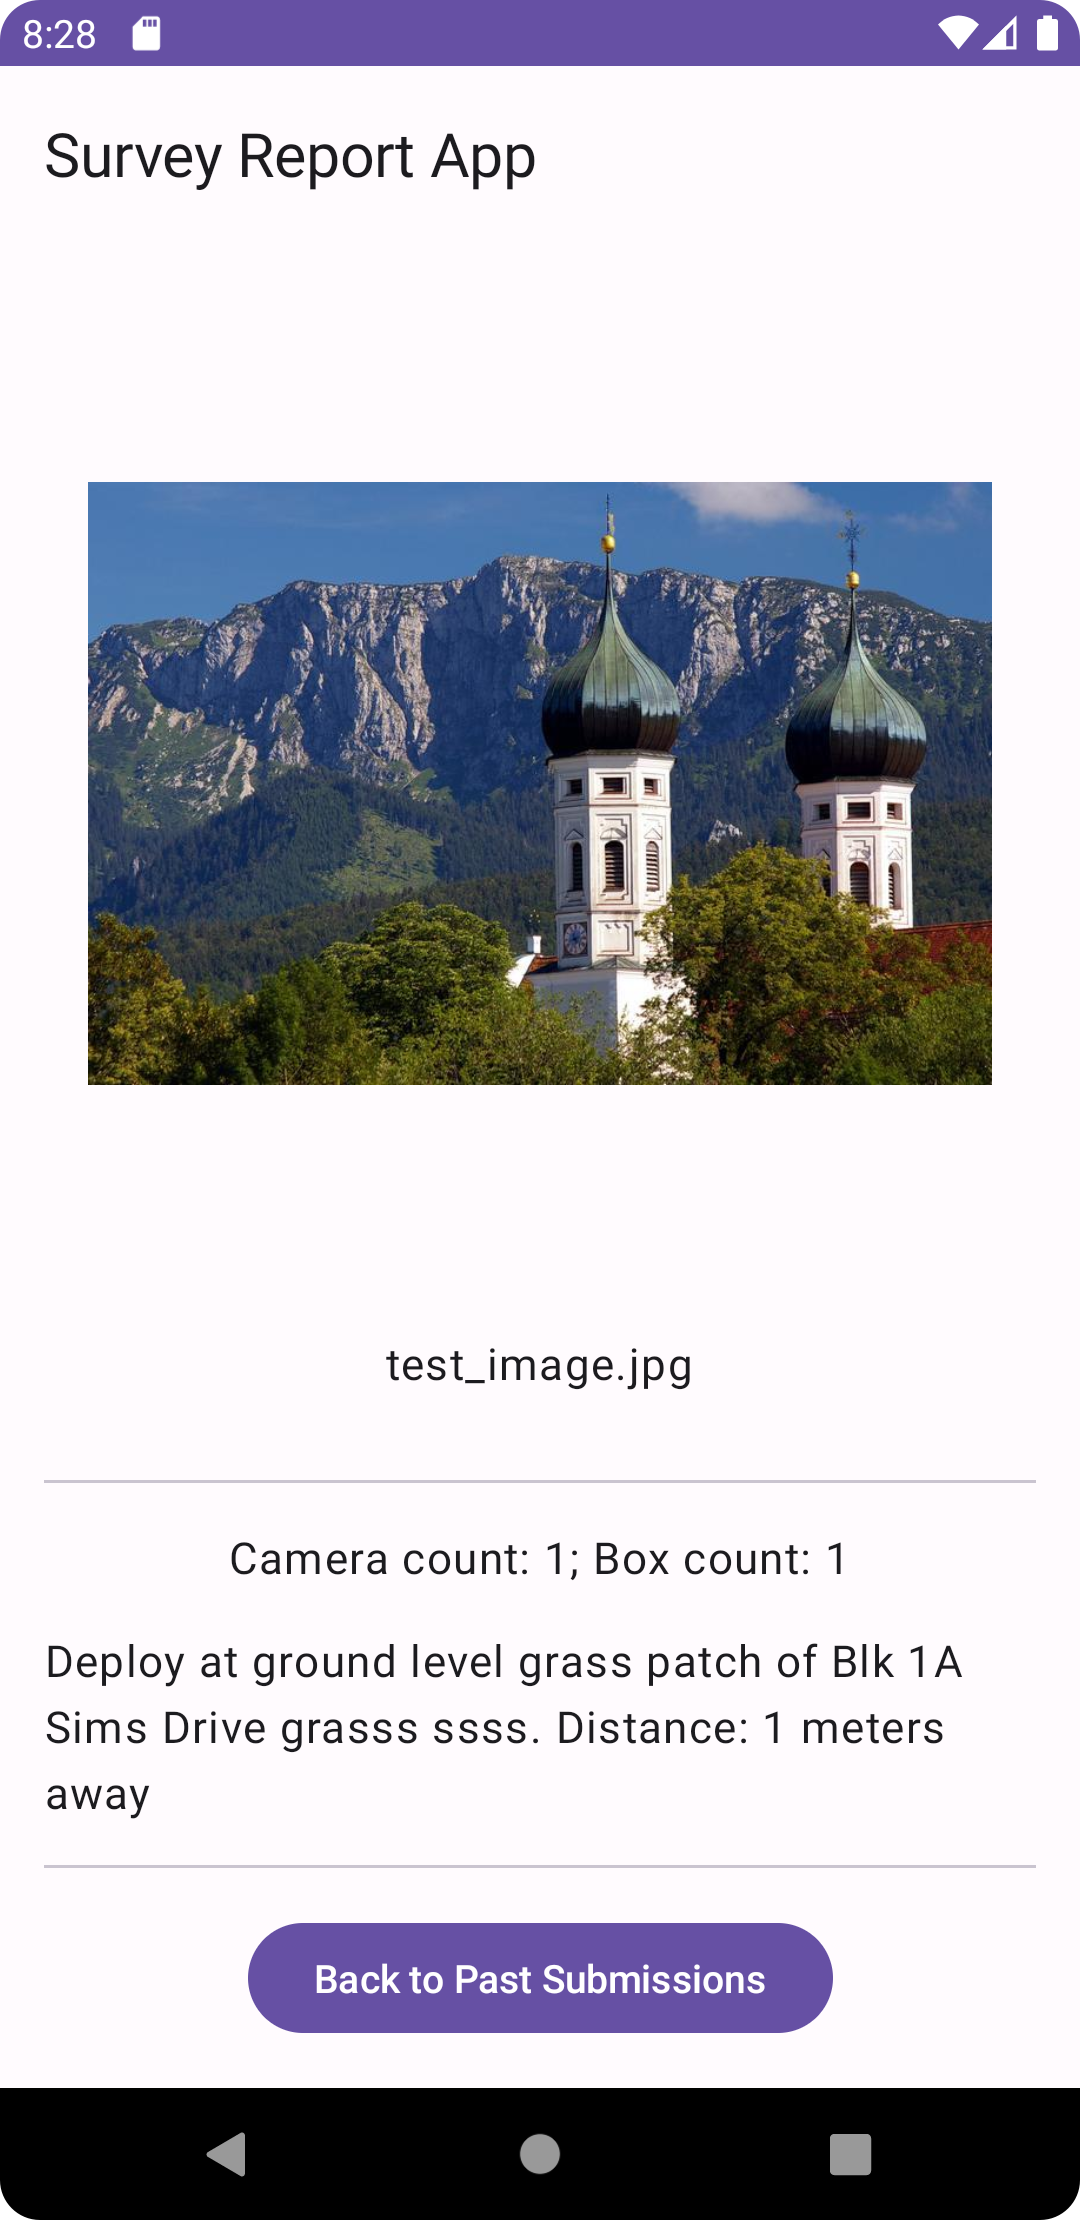 8:28
Survey Report App
test_image.jpg
Camera count: 1; Box count: 1
Deploy at ground level grass patch of Blk 1A
Sims Drive grasss ssss. Distance: 1 meters
away
Back to Past Submissions